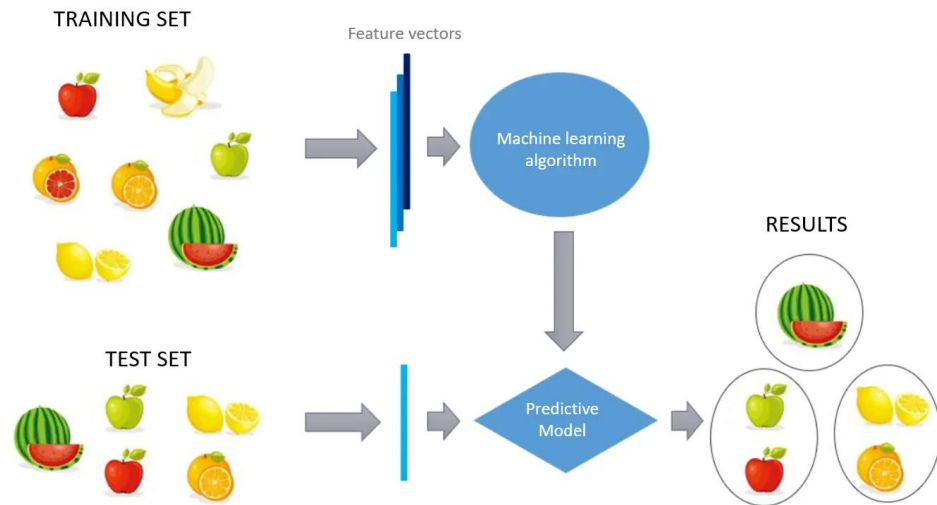 TRAINING SET
Feature vectors
Machine learning
algorithm
RESULTS
TEST SET
Predictive
Model